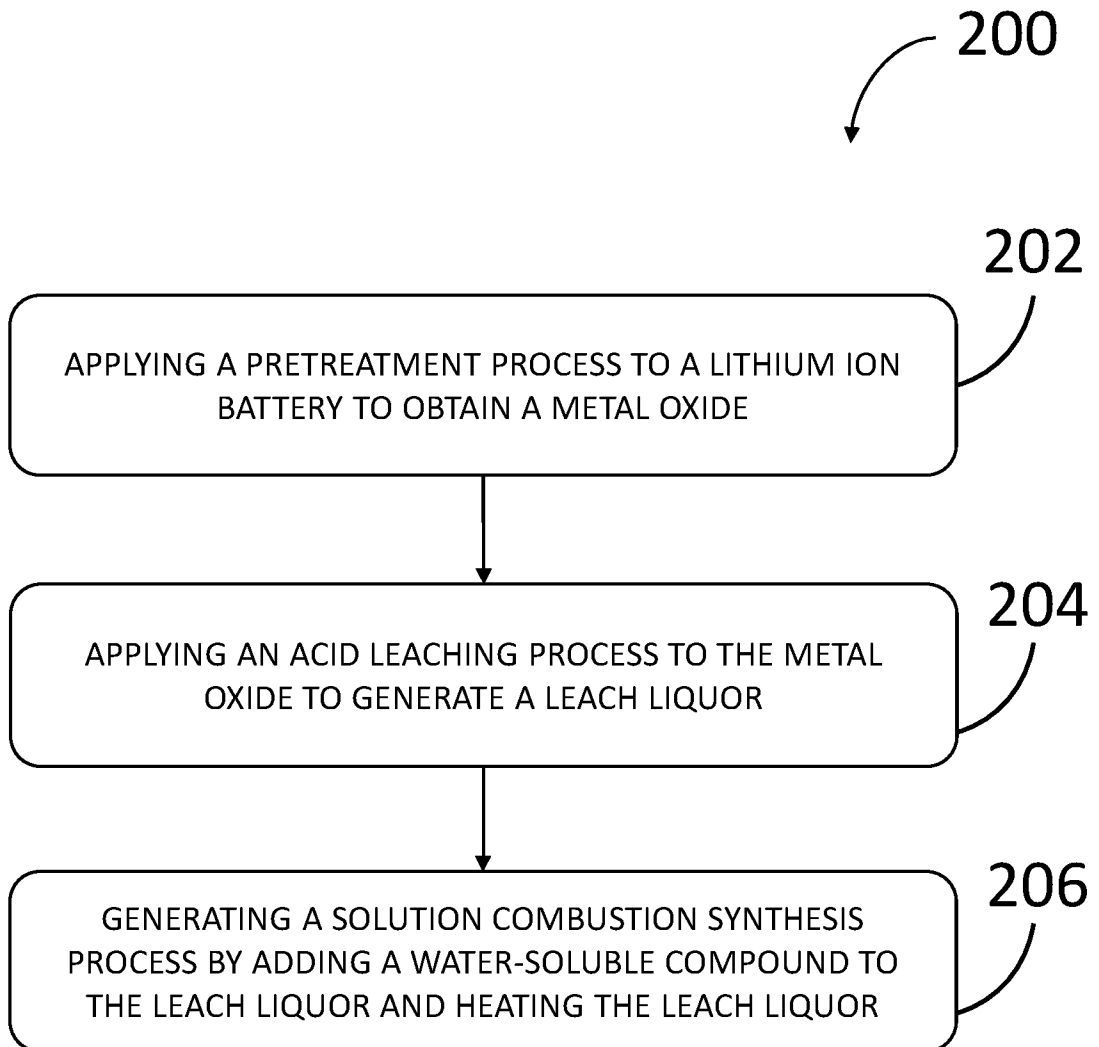 200
202
APPLYING A PRETREATMENT PROCESS TO A LITHIUM ION
BATTERY TO OBTAIN A METAL OXIDE
204
APPLYING AN ACID LEACHING PROCESS TO THE METAL
OXIDE TO GENERATE A LEACH LIQUOR
206
GENERATING A SOLUTION COMBUSTION SYNTHESIS
PROCESS BY ADDING A WATER-SOLUBLE COMPOUND TO
THE LEACH LIQUOR AND HEATING THE LEACH LIQUOR